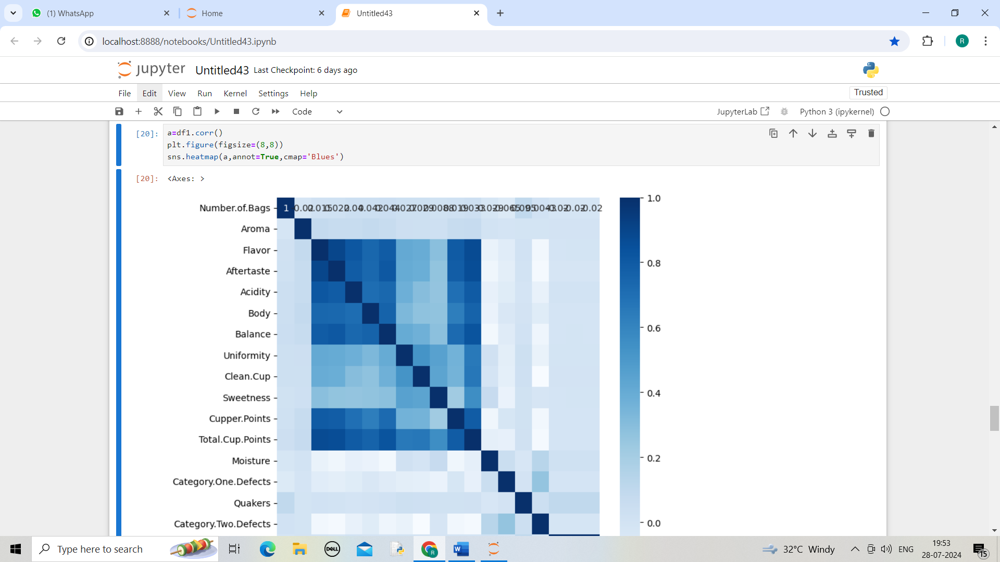 (1) WhatsApp
Home
Untitled43
localhost:8888/notebooks/Untitled43.ipynb
R
jupyter Untitled43 Last Checkpoint: 6 days ago
File Edit View Run Kernel Settings Help
Trusted
Code
JupyterLab
Python 3 (ipykernel)
[20]:
a=df1.corr()
plt.figure(figsize=(8,8))
sns.heatmap(a,annot=True,cmap='Blues')
[20]: <Axes: >
Number.of.Bags
1
Aroma
Flavor
Aftertaste
Acidity
Body
Balance
Uniformity
Clean.Cup
Sweetness
Cupper.Points
Total.Cup.Points
Moisture
Category.One.Defects
Quakers
Category.Two.Defects
1.0
0.8
0.6
0.4
0.2
0.0
Type here to search
DELL
R
W
32°C Windy
ENG
19:53
28-07-2024
15